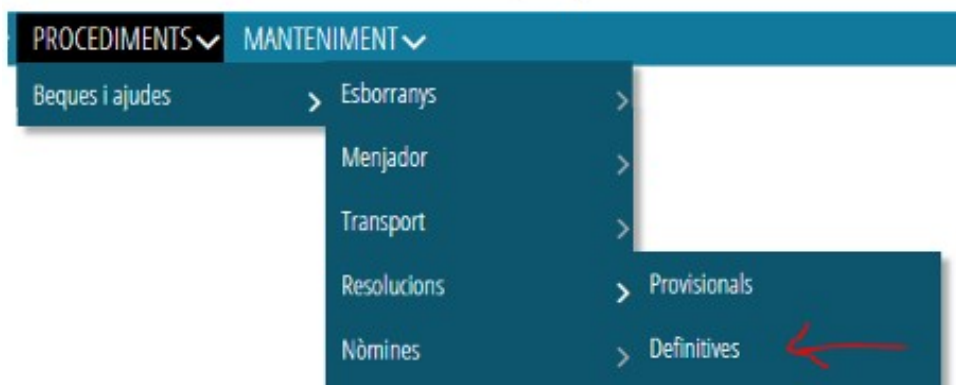 PROCEDIMENTS MANTENIMENT
Beques i ajudes
Esborranys
Menjador
Transport
Resolucions
Nòmines
Provisionals
Definitives